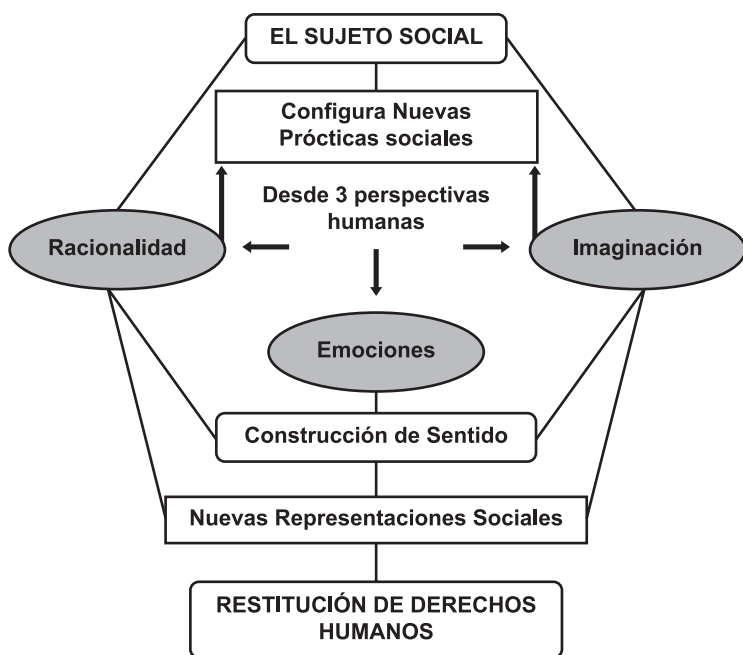 EL SUJETO SOCIAL
Configura Nuevas
Prócticas sociales
Desde 3 perspectivas
humanas
Racionalidad
Imaginación
Emociones
Construcción de Sentido
Nuevas Representaciones Sociales
RESTITUCIÓN DE DERECHOS
HUMANOS